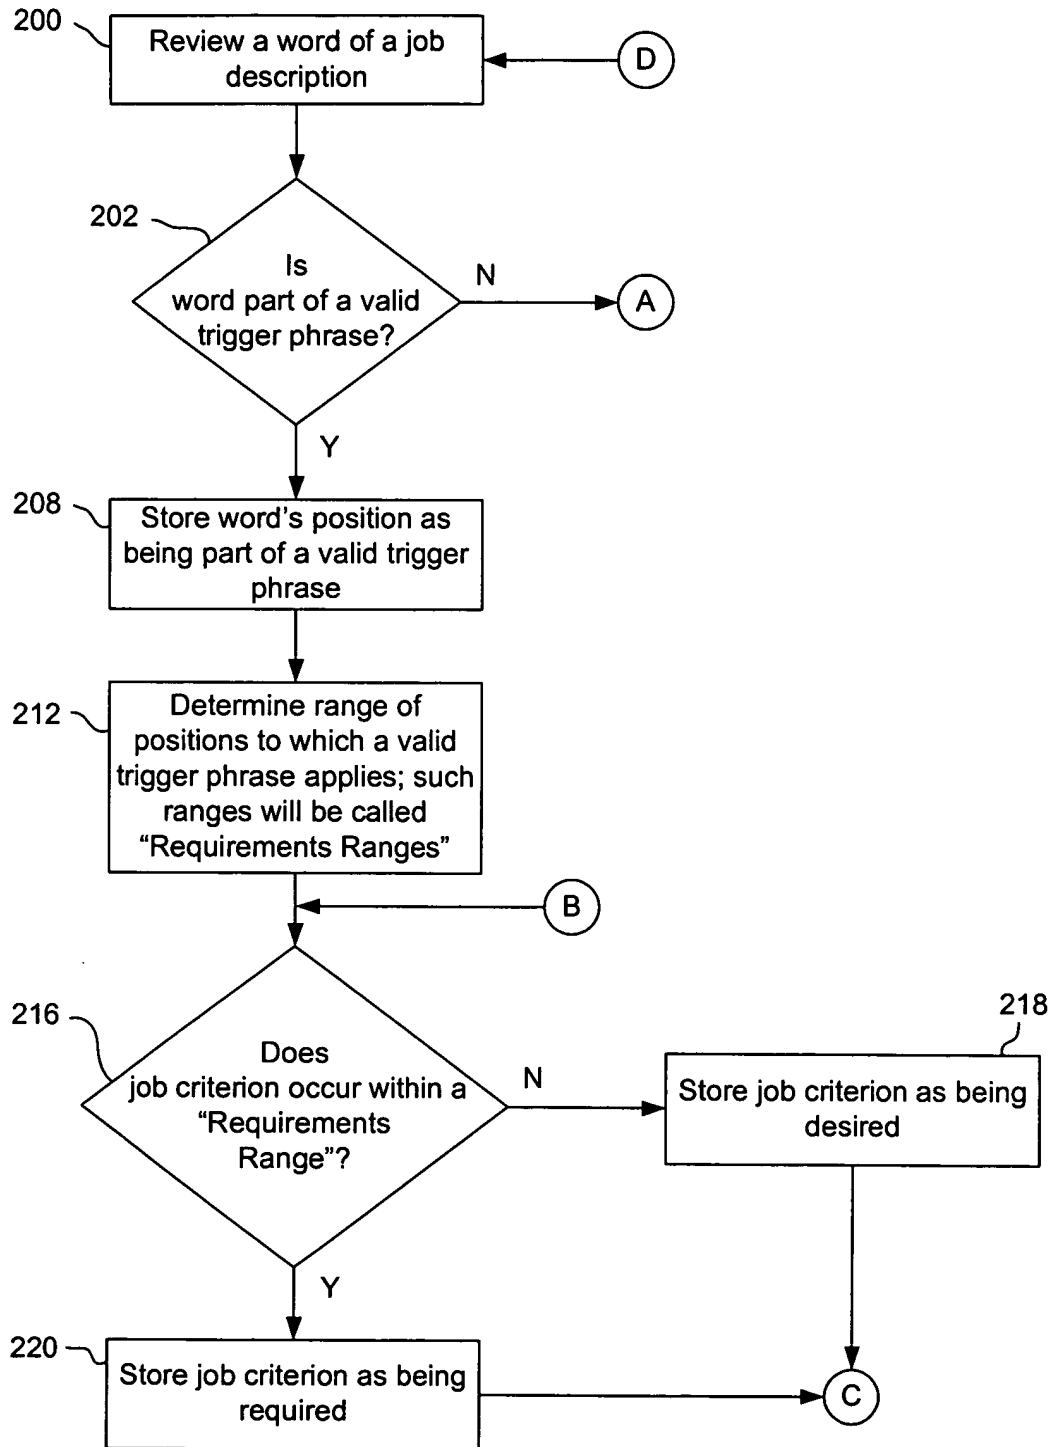 200
Review a word of a job
description
D
202
Is
word part of a valid
trigger phrase?
N
A
Y
208
Store word's position as
being part of a valid trigger
phrase
212
Determine range of
positions to which a valid
trigger phrase applies; such
ranges will be called
“Requirements Ranges”
B
216
Does
job criterion occur within a
“Requirements
Range”?
N
218
Store job criterion as being
desired
Y
220
Store job criterion as being
required
C